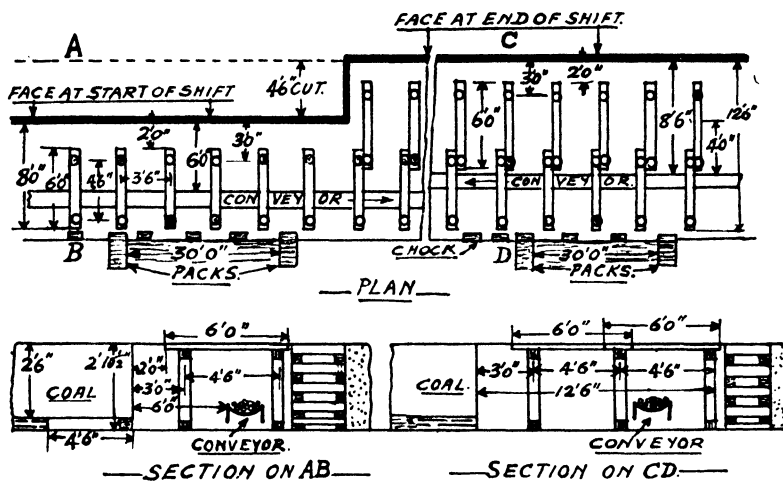 FACE AT END OF SHIFT.
A
C
FACE AT START OF SHIFT
4'6" CUT.
3'0"
2'0"
2'0"
6'0"
3'0"
6'0"
8'6"
12'6"
4'0"
8'0"
6'0"
4'6"
3'6"
CONVEYOR
CONVEYOR.
B
30'0"
PACKS.
CHOCK
D
30'0"
PACKS.
PLAN
6'0"
2'6"
2'10½"
2'0"
3'0"
4'6"
6'0"
COAL
4'6"
CONVEYOR.
SECTION ON AB
6'0"
6'0"
3'0"
4'6"
4'6"
12'6"
COAL.
CONVEYOR
SECTION ON CD.